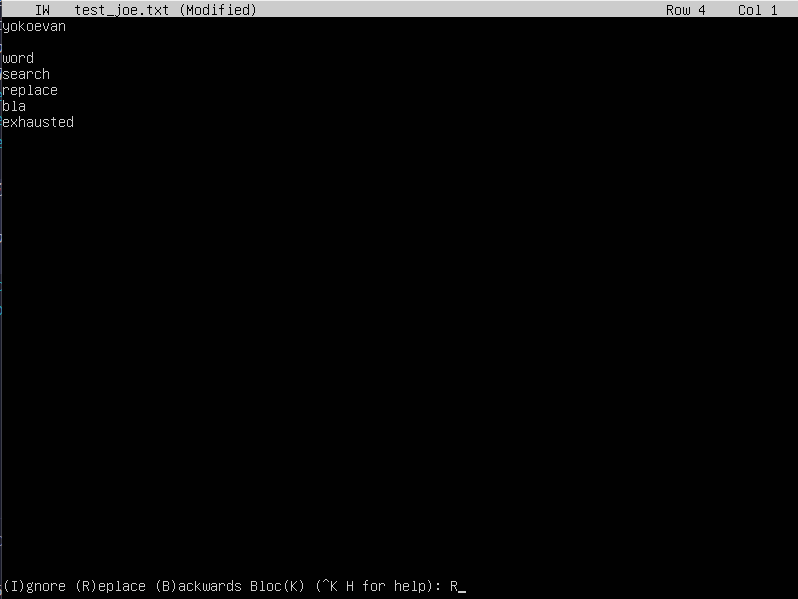 IW test_joe.txt (Modified) Row 4 Col 1
yokoevan
word
search
replace
bla
exhausted
(I)gnore (R)eplace (B)ackwards Bloc(K) (^K H for help): R_